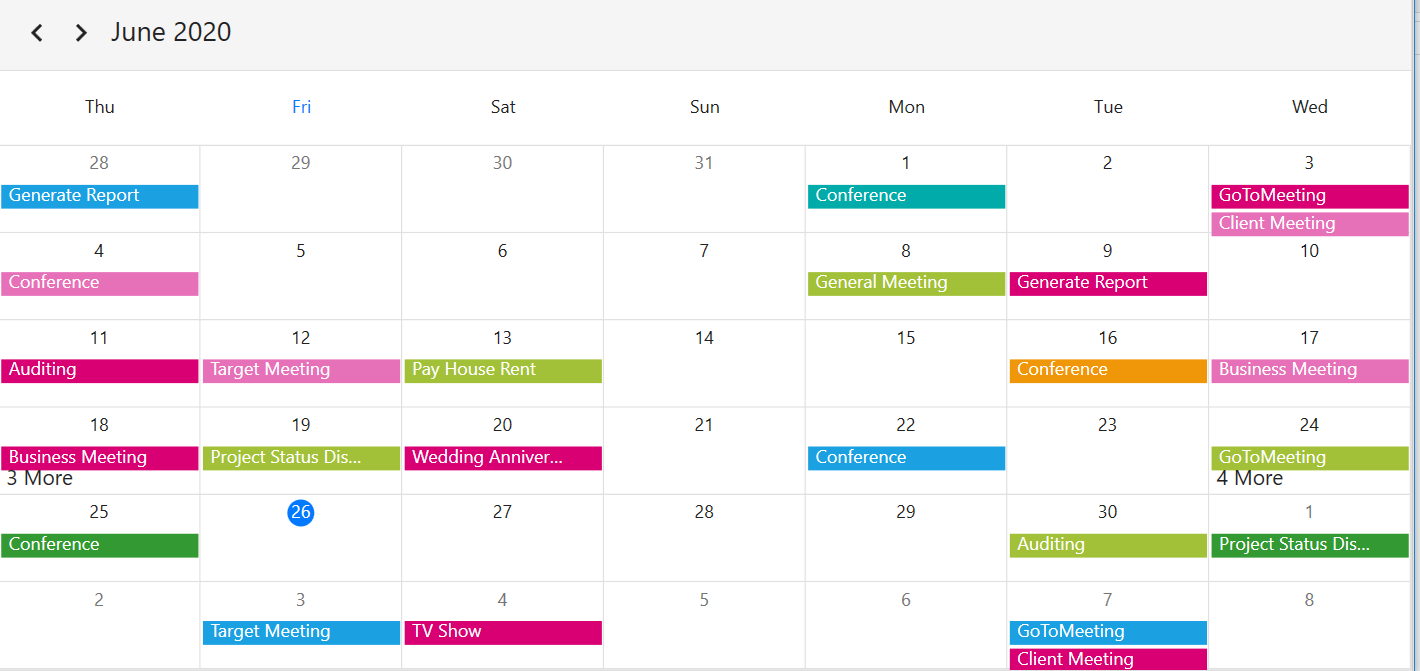 June 2020
Thu Fri Sat Sun Mon Tue Wed
28 29 30 31 1 2 3
Generate Report Conference GoToMeeting
Client Meeting
4 5 6 7 8 9 10
Conference General Meeting Generate Report
11 12 13 14 15 16 17
Auditing Target Meeting Pay House Rent Conference Business Meeting
18 19 20 21 22 23 24
Business Meeting Project Status Dis... Wedding Anniver... Conference GoToMeeting
3 More 4 More
25 26 27 28 29 30 1
Conference Auditing Project Status Dis...
2 3 4 5 6 7 8
Target Meeting TV Show GoToMeeting
Client Meeting